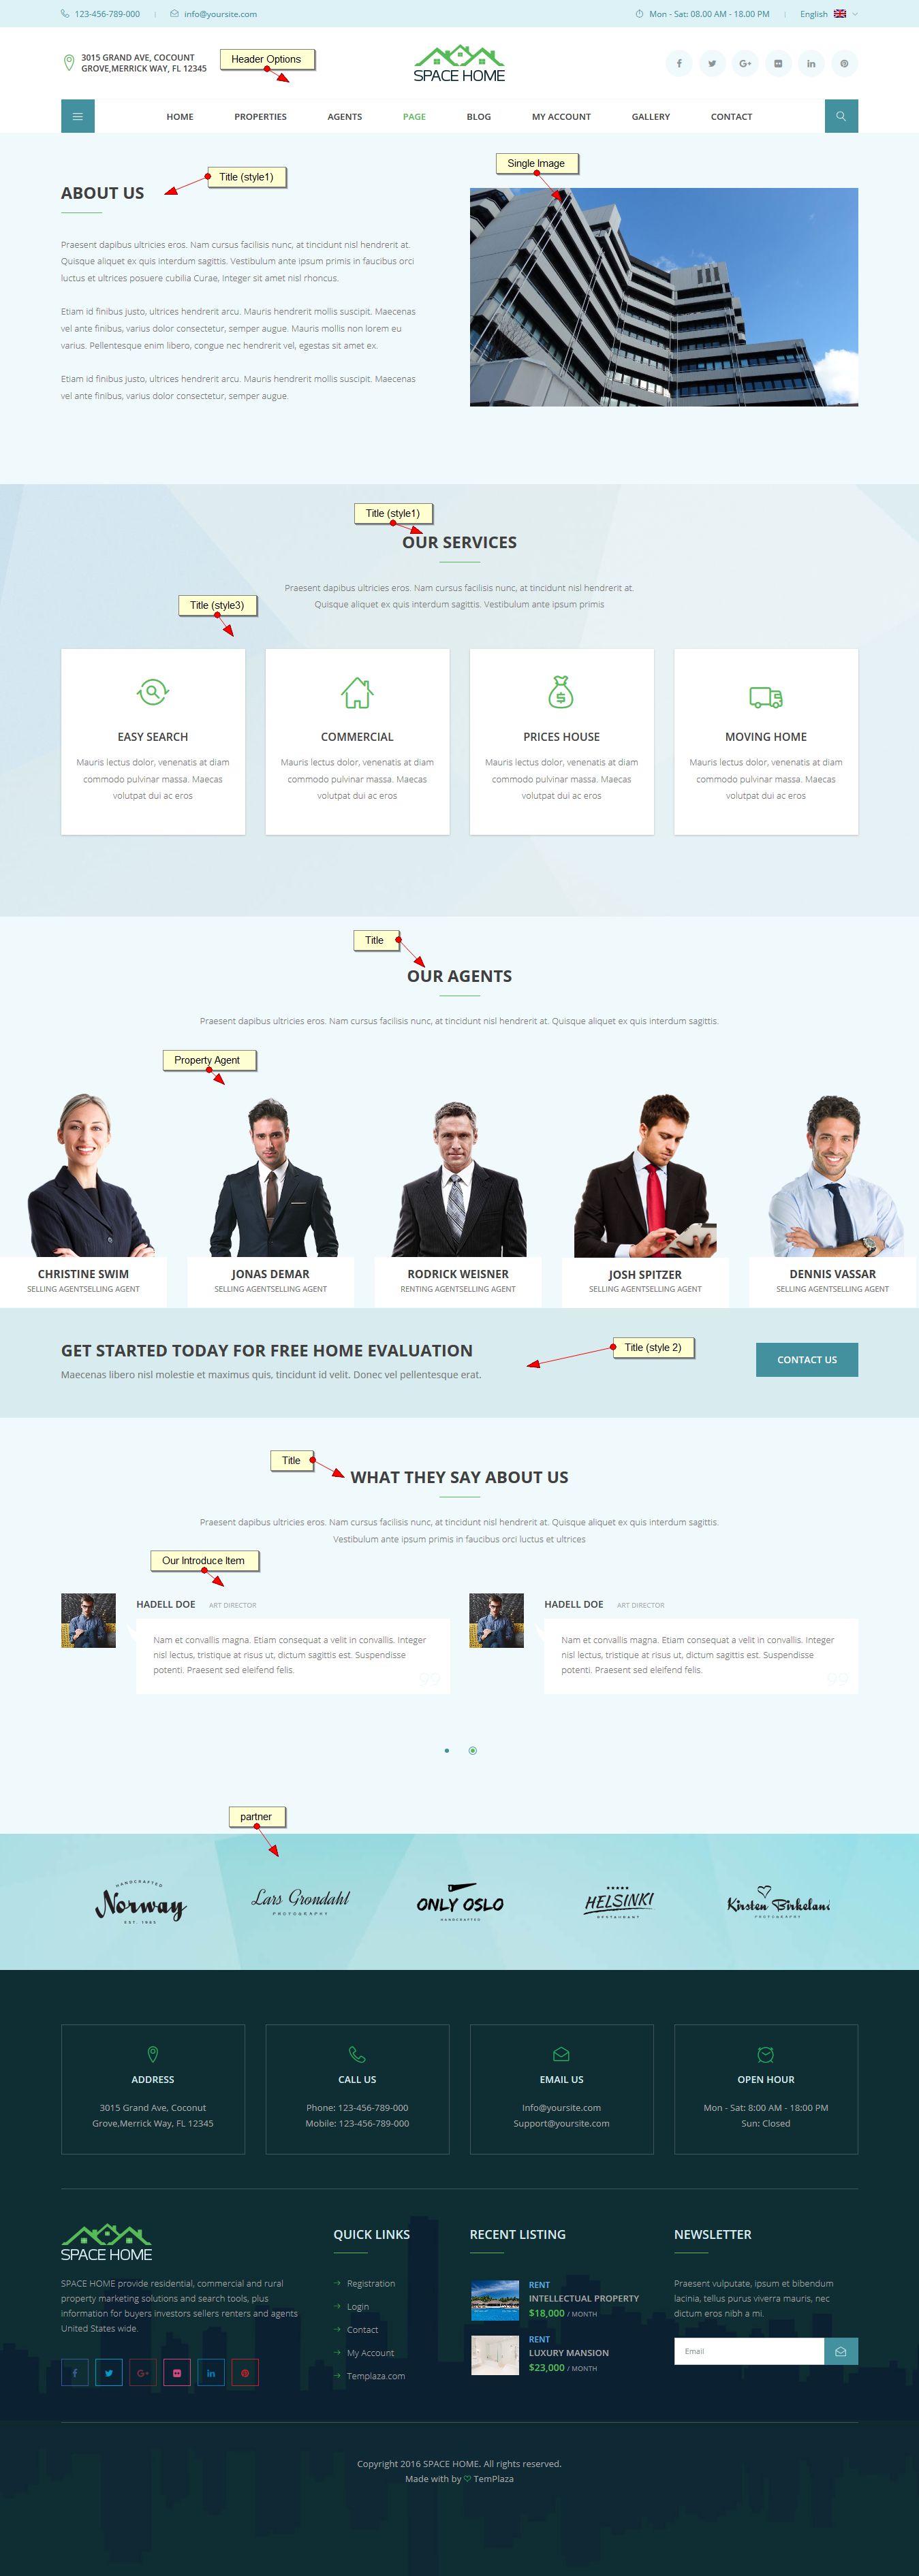 123-456-789-000 | info@yoursite.com
Mon - Sat: 08.00 AM - 18.00 PM | English
3015 GRAND AVE, COCOUNT
GROVE,MERRICK WAY, FL 12345
Header Options
SPACE HOME
HOME PROPERTIES AGENTS PAGE BLOG MY ACCOUNT GALLERY CONTACT
Single Image
Title (style1)
ABOUT US
Praesent dapibus ultricies eros. Nam cursus facilisis nunc, at tincidunt nisl hendrerit at.
Quisque aliquet ex quis interdum sagittis. Vestibulum ante ipsum primis in faucibus orci
luctus et ultrices posuere cubilia Curae, Integer sit amet nisl rhoncus.
Etiam id finibus justo, ultrices hendrerit arcu. Mauris hendrerit mollis suscipit. Maecenas
vel ante finibus, varius dolor consectetur, semper augue. Mauris mollis non lorem eu
varius. Pellentesque enim libero, congue nec hendrerit vel, egestas sit amet ex.
Etiam id finibus justo, ultrices hendrerit arcu. Mauris hendrerit mollis suscipit. Maecenas
vel ante finibus, varius dolor consectetur, semper augue.
Title (style1)
OUR SERVICES
Praesent dapibus ultricies eros. Nam cursus facilisis nunc, at tincidunt nisl hendrerit at.
Quisque aliquet ex quis interdum sagittis. Vestibulum ante ipsum primis
Title (style3)
EASY SEARCH
Mauris lectus dolor, venenatis at diam
commodo pulvinar massa. Maecas
volutpat dui ac eros
COMMERCIAL
Mauris lectus dolor, venenatis at diam
commodo pulvinar massa. Maecas
volutpat dui ac eros
PRICES HOUSE
Mauris lectus dolor, venenatis at diam
commodo pulvinar massa. Maecas
volutpat dui ac eros
MOVING HOME
Mauris lectus dolor, venenatis at diam
commodo pulvinar massa. Maecas
volutpat dui ac eros
Title
OUR AGENTS
Praesent dapibus ultricies eros. Nam cursus facilisis nunc, at tincidunt nisl hendrerit at. Quisque aliquet ex quis interdum sagittis.
Property Agent
CHRISTINE SWIM
SELLING AGENTSELLING AGENT
JONAS DEMAR
SELLING AGENTSELLING AGENT
RODRICK WEISNER
RENTING AGENTSELLING AGENT
JOSH SPITZER
SELLING AGENTSELLING AGENT
DENNIS VASSAR
SELLING AGENTSELLING AGENT
GET STARTED TODAY FOR FREE HOME EVALUATION
Maecenas libero nisl molestie et maximus quis, tincidunt id velit. Donec vel pellentesque erat.
Title (style 2)
CONTACT US
Title
WHAT THEY SAY ABOUT US
Praesent dapibus ultricies eros. Nam cursus facilisis nunc, at tincidunt nisl hendrerit at. Quisque aliquet ex quis interdum sagittis.
Vestibulum ante ipsum primis in faucibus orci luctus et ultrices
Our Introduce Item
HADELL DOE ART DIRECTOR
Nam et convallis magna. Etiam consequat a velit in convallis. Integer
nisl lectus, tristique at risus ut, dictum sagittis est. Suspendisse
potenti. Praesent sed eleifend felis.
HADELL DOE ART DIRECTOR
Nam et convallis magna. Etiam consequat a velit in convallis. Integer
nisl lectus, tristique at risus ut, dictum sagittis est. Suspendisse
potenti. Praesent sed eleifend felis.
partner
HANDCRAFTED
Norway
EST. 1985
Lars Grondahl
PHOTOGRAPHY
ONLY OSLO
HANDCRAFTED
HELSINKI
RESTAURANT
Kirsten Birkeland
PHOTOGRAPHY
ADDRESS
3015 Grand Ave, Coconut
Grove,Merrick Way, FL 12345
CALL US
Phone: 123-456-789-000
Mobile: 123-456-789-000
EMAIL US
Info@yoursite.com
Support@yoursite.com
OPEN HOUR
Mon - Sat: 8:00 AM - 18:00 PM
Sun: Closed
SPACE HOME
SPACE HOME provide residential, commercial and rural
property marketing solutions and search tools, plus
information for buyers investors sellers renters and agents
United States wide.
QUICK LINKS
Registration
Login
Contact
My Account
Templaza.com
RECENT LISTING
RENT
INTELLECTUAL PROPERTY
$18,000 / MONTH
RENT
LUXURY MANSION
$23,000 / MONTH
NEWSLETTER
Praesent vulputate, ipsum et bibendum
lacinia, tellus purus viverra mauris, nec
dictum eros nibh a mi.
Email
Copyright 2016 SPACE HOME. All rights reserved.
Made with by ♡ TemPlaza